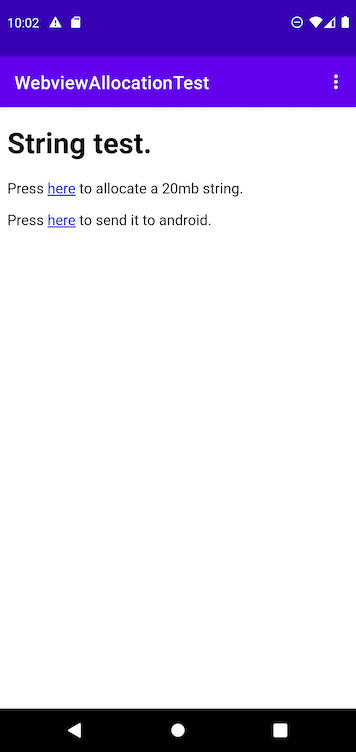 10:02
WebviewAllocationTest
String test.
Press here to allocate a 20mb string.
Press here to send it to android.